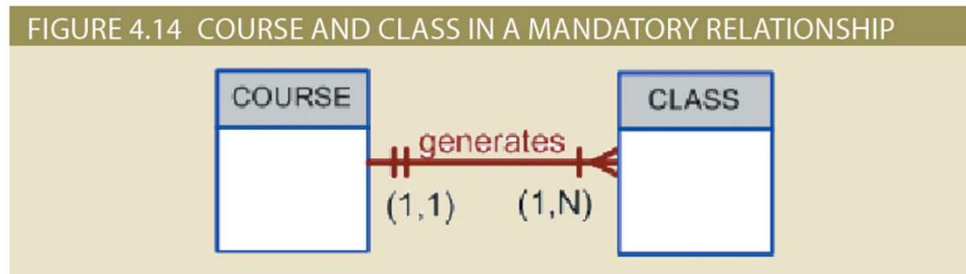 FIGURE 4.14 COURSE AND CLASS IN A MANDATORY RELATIONSHIP
COURSE
CLASS
generates
(1,1)
(1,N)